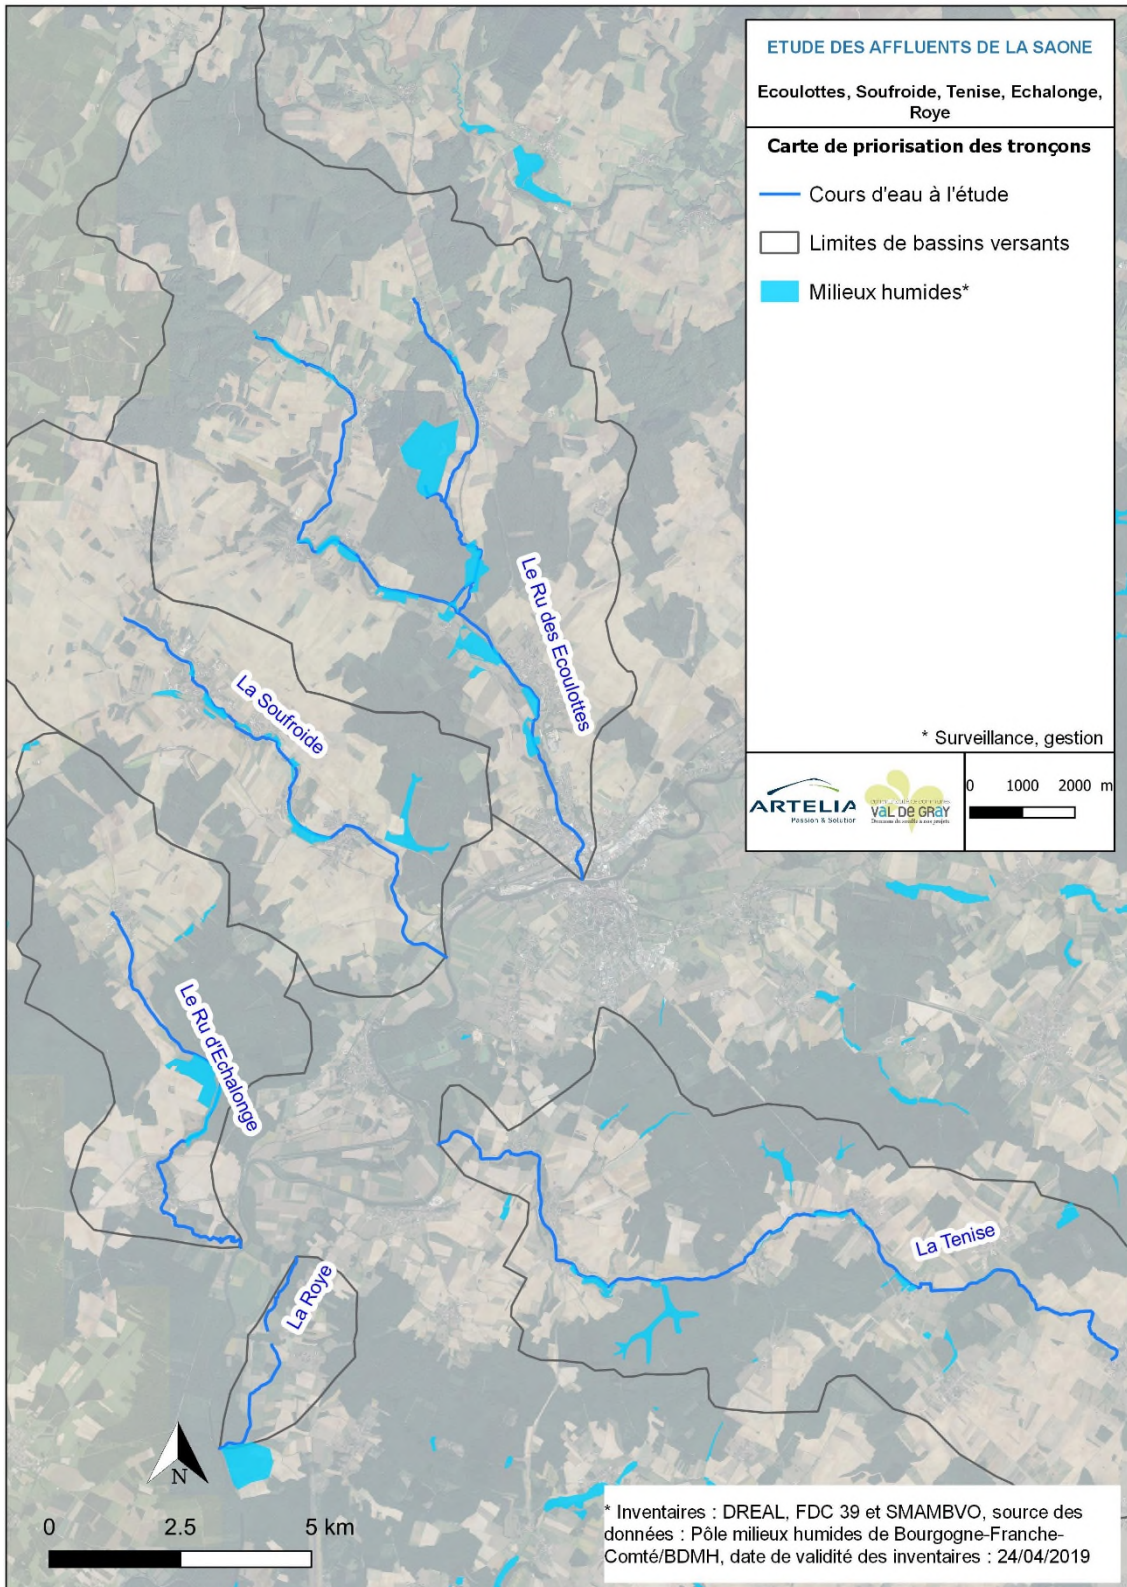 ETUDE DES AFFLUENTS DE LA SAONE
Ecoulottes, Soufroide, Tenise, Echalonge,
Roye
Carte de priorisation des tronçons
Cours d'eau à l'étude
Limites de bassins versants
Milieux humides*
* Surveillance, gestion
ARTELIA
Passion & Solutions
VAL DE GRAY
0 1000 2000 m
Le Ru des Ecoulottes
La Soufroide
Le Ru d'Echalonge
La Tenise
La Roye
N
0 2.5 5 km
* Inventaires : DREAL, FDC 39 et SMAMBVO, source des
données : Pôle milieux humides de Bourgogne-Franche-
Comté/BDMH, date de validité des inventaires : 24/04/2019